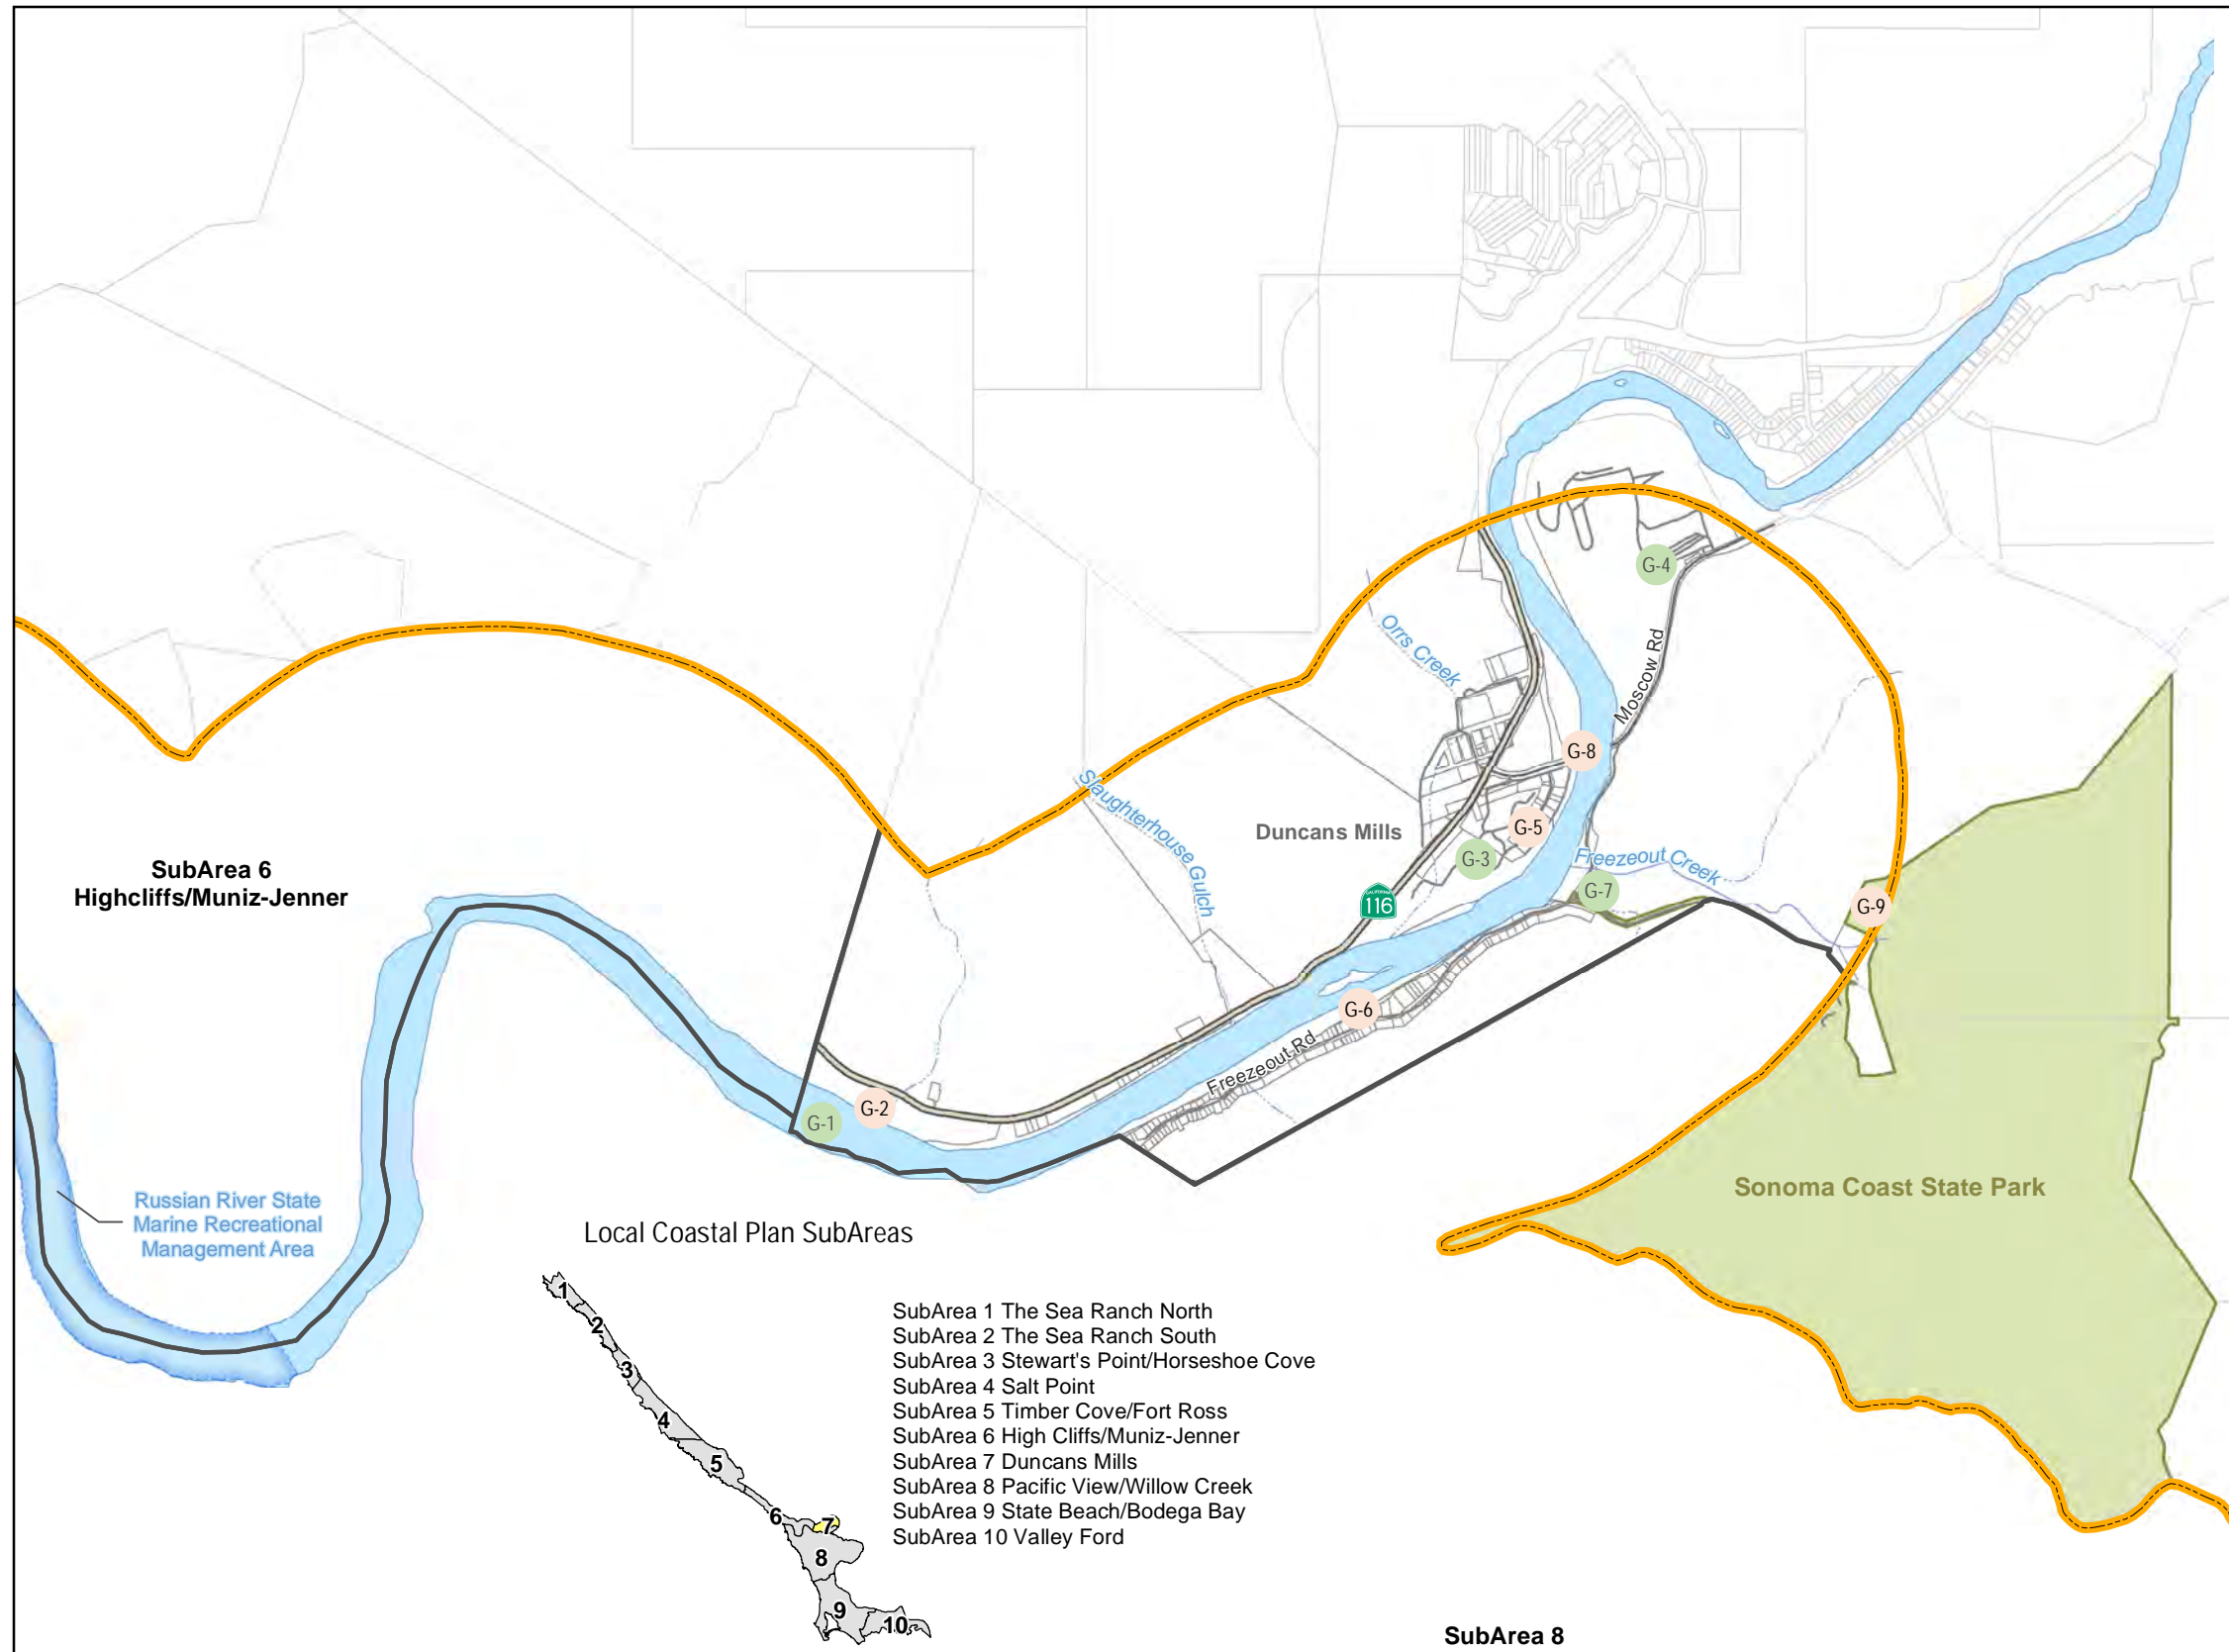 G-4
Orrs Creek
Moscow Rd
G-8
Slaughterhouse Gulch
G-5
Duncans Mills
G-3
Freezeout Creek
SubArea 6
Highcliffs/Muniz-Jenner
G-7
CALIFORNIA
116
G-9
G-6
Freezeout Rd
G-2
G-1
Sonoma Coast State Park
Russian River State
Marine Recreational
Management Area
Local Coastal Plan SubAreas
1
2
3
4
5
6
7
8
9
10
SubArea 1 The Sea Ranch North
SubArea 2 The Sea Ranch South
SubArea 3 Stewart's Point/Horseshoe Cove
SubArea 4 Salt Point
SubArea 5 Timber Cove/Fort Ross
SubArea 6 High Cliffs/Muniz-Jenner
SubArea 7 Duncans Mills
SubArea 8 Pacific View/Willow Creek
SubArea 9 State Beach/Bodega Bay
SubArea 10 Valley Ford
SubArea 8